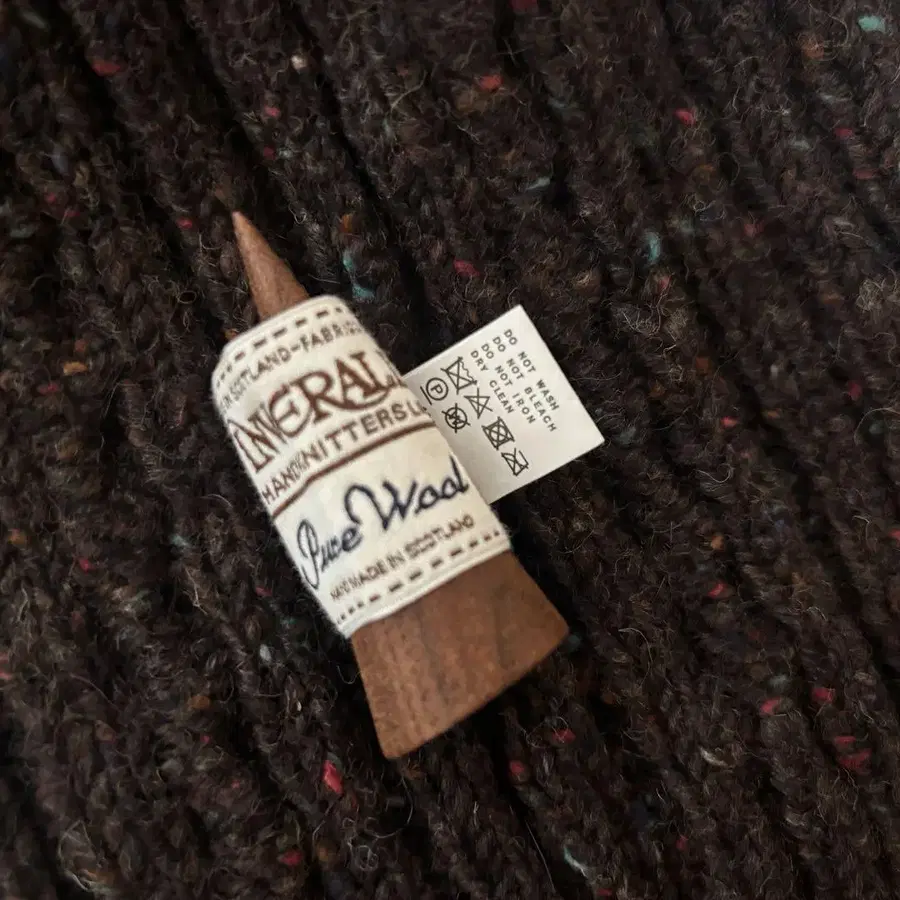 SCOTLAND-FABRIC
INVERAL
HANDKNITTERS L
Pure Wool
MADE IN SCOTLAND
DO NOT WASH
DO NOT BLEACH
DO NOT IRON
DRY CLEAN
P